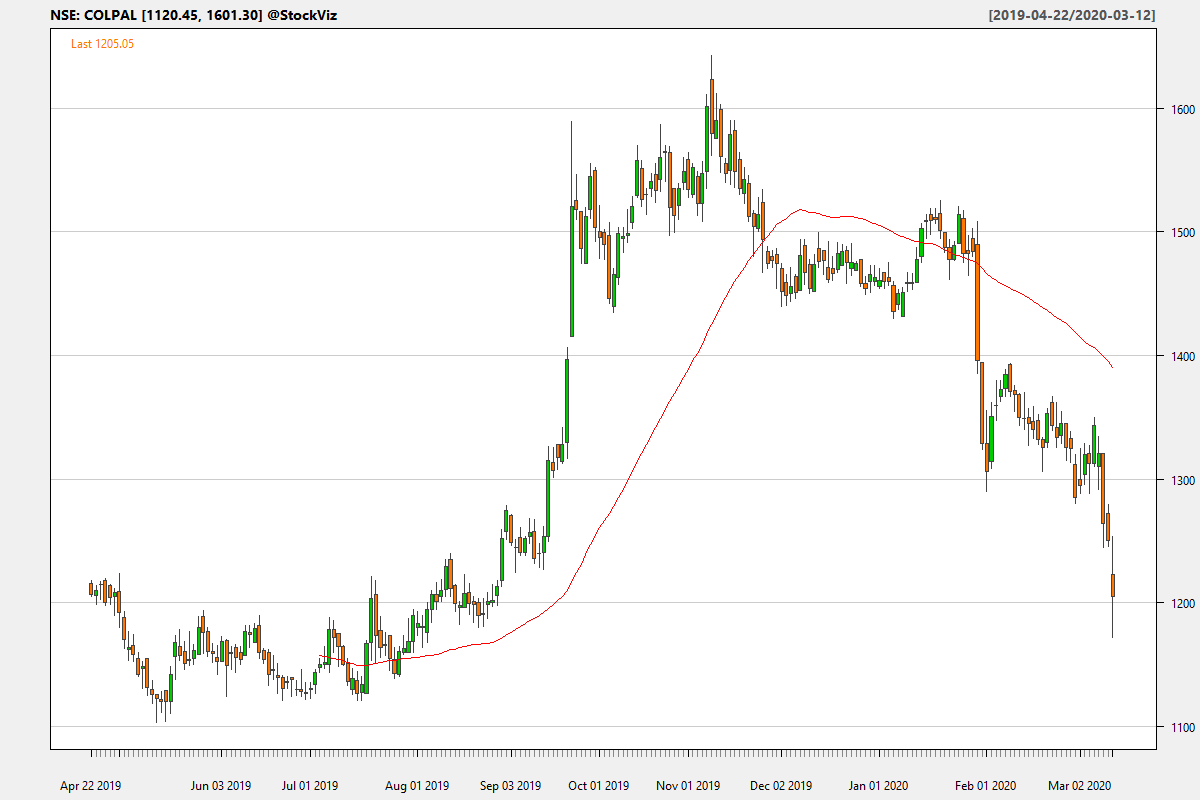 NSE: COLPAL [1120.45, 1601.30] @StockViz
[2019-04-22/2020-03-12]
Last 1205.05
1600
1500
1400
1300
1200
1100
Apr 22 2019 Jun 03 2019 Jul 01 2019 Aug 01 2019 Sep 03 2019 Oct 01 2019 Nov 01 2019 Dec 02 2019 Jan 01 2020 Feb 01 2020 Mar 02 2020